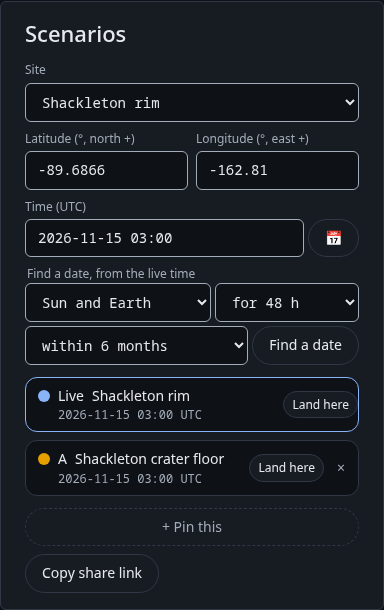 Scenarios
Site
Shackleton rim
Latitude (°, north +) Longitude (°, east +)
-89.6866 -162.81
Time (UTC)
2026-11-15 03:00
Find a date, from the live time
Sun and Earth for 48 h
within 6 months Find a date
Live Shackleton rim
2026-11-15 03:00 UTC
Land here
A Shackleton crater floor
2026-11-15 03:00 UTC
Land here ×
+ Pin this
Copy share link